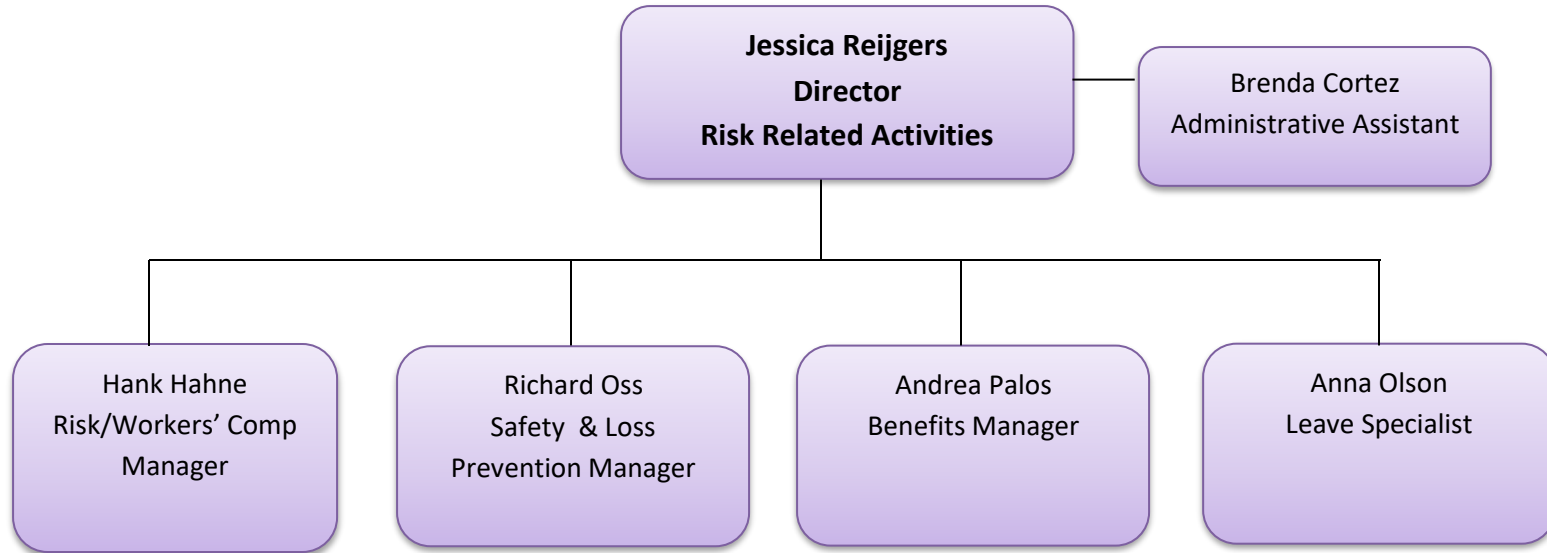 Jessica Reijgers
Director
Risk Related Activities
Brenda Cortez
Administrative Assistant
Hank Hahne
Risk/Workers’ Comp
Manager
Richard Oss
Safety  & Loss
Prevention Manager
Andrea Palos
Benefits Manager
Anna Olson
Leave Specialist